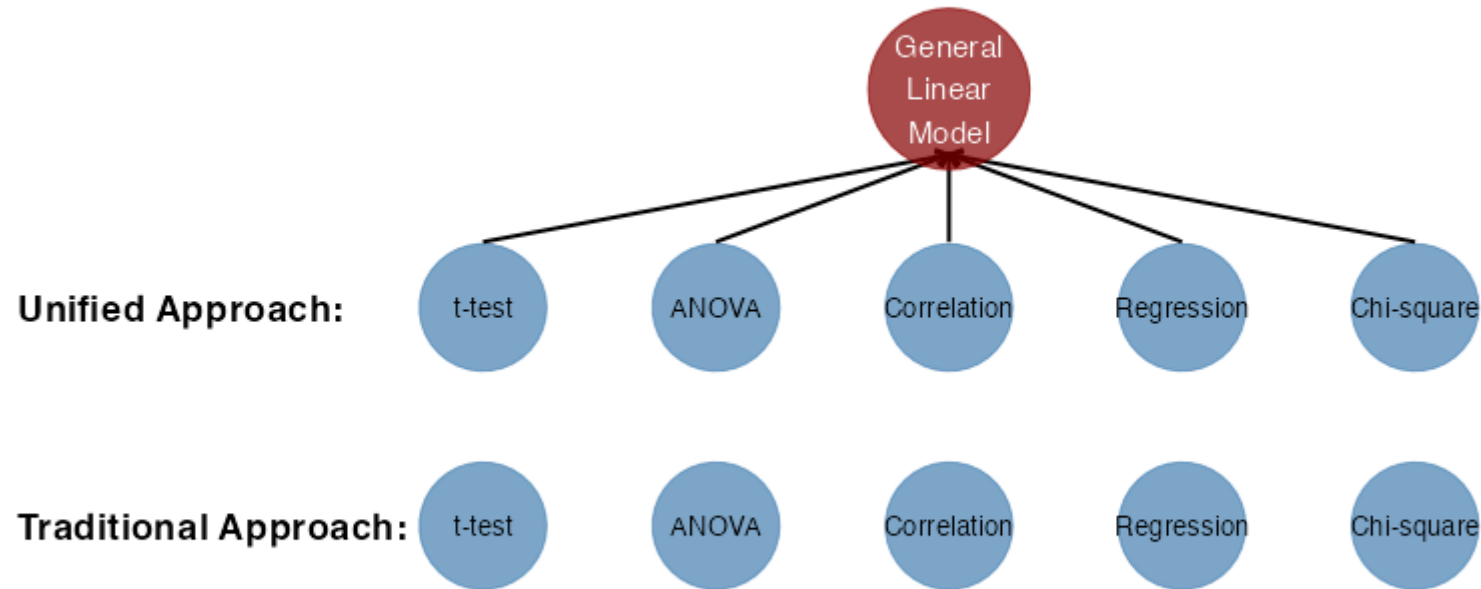 General
Linear
Model
Unified Approach:
t-test
ANOVA
Correlation
Regression
Chi-square
Traditional Approach:
t-test
ANOVA
Correlation
Regression
Chi-square